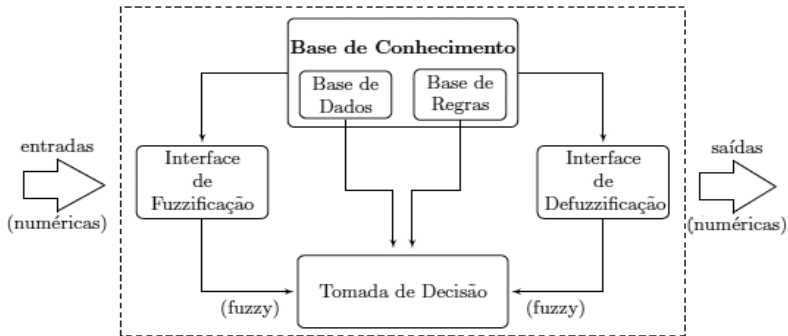 Base de Conhecimento
Base de
Dados
Base de
Regras
entradas
(numéricas)
Interface
de
Fuzzificação
Interface
de
Defuzzificação
saídas
(numéricas)
(fuzzy)
Tomada de Decisão
(fuzzy)